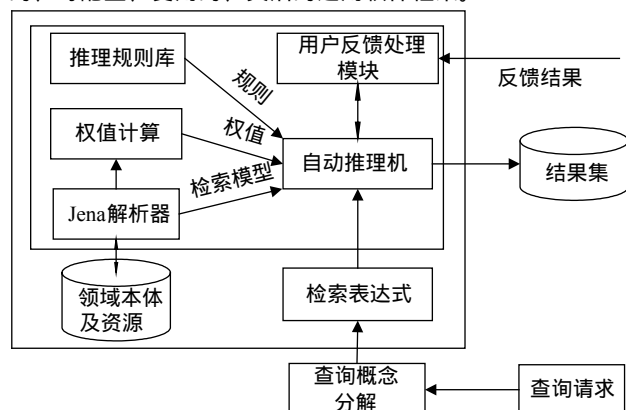 推理规则库
用户反馈处理
模块
反馈结果
规则
权值计算
权值
自动推理机
结果集
检索模型
Jena解析器
领域本体
及资源
检索表达式
查询概念
分解
查询请求